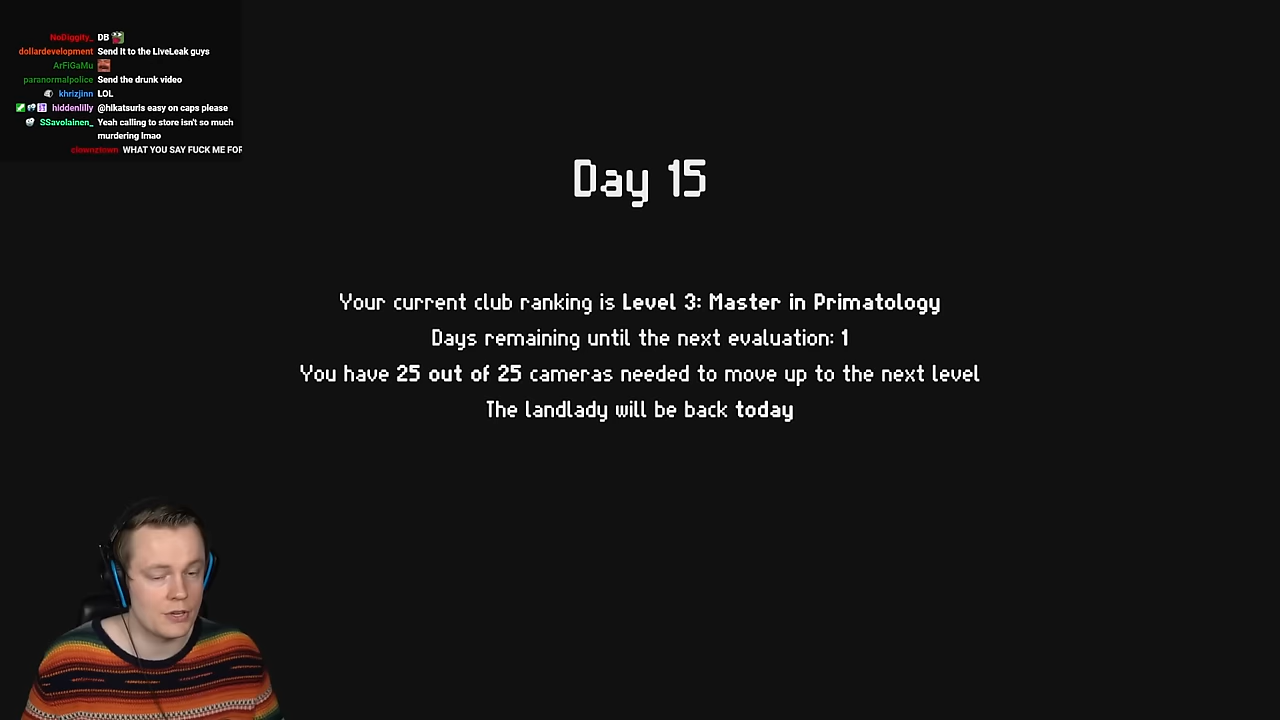 NoDiggity_ DB
dollardevelopment Send It to the LiveLeak guys
ArFiGaMu
paranormalpolice Send the drunk video
khrizjinn LOL
hiddenlilly @hikatsuris easy on caps please
SSavolainen_ Yeah calling to store isn't so much
murdering lmao
clownztown WHAT YOU SAY FUCK ME FOR
Day 15
Your current club ranking is Level 3: Master in Primatology
Days remaining until the next evaluation: 1
You have 25 out of 25 cameras needed to move up to the next level
The landlady will be back today